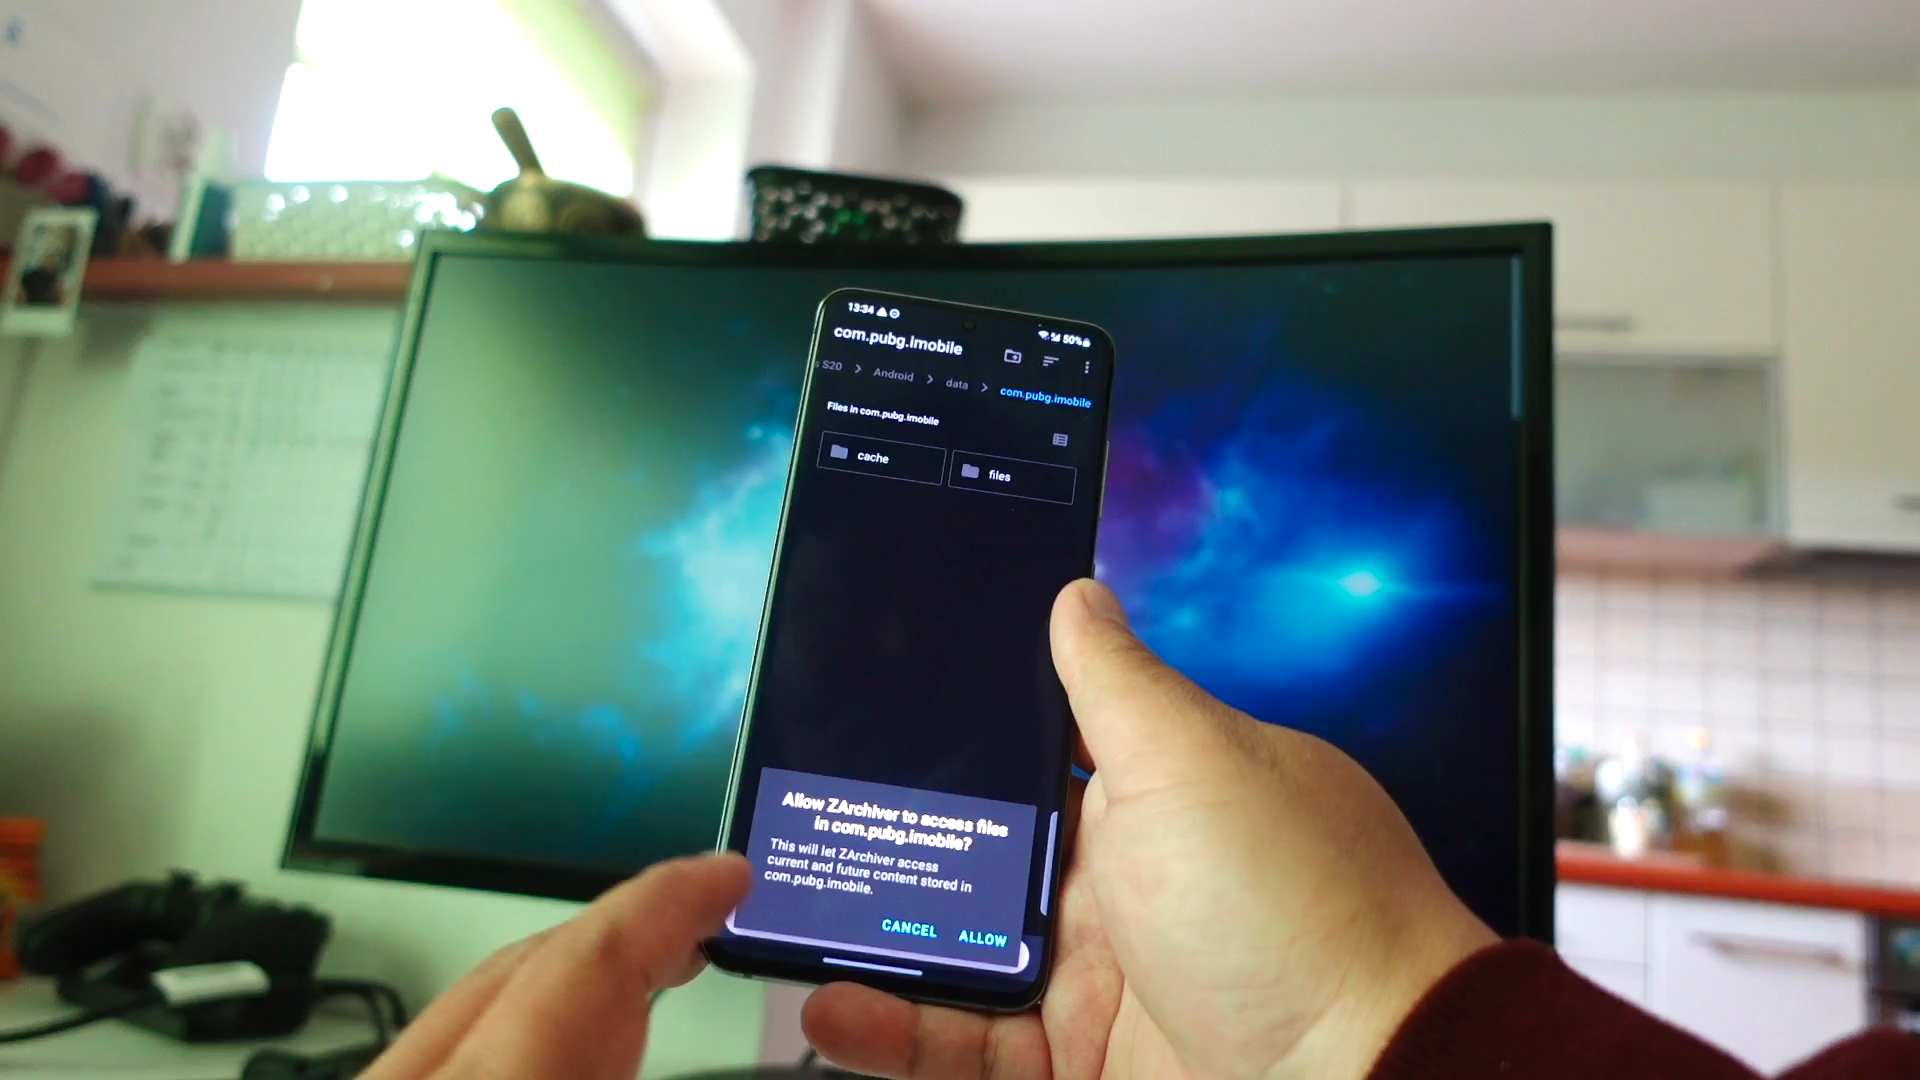 13:34
50%
com.pubg.imobile
S20 > Android > data > com.pubg.imobile
Files in com.pubg.imobile
cache
files
Allow ZArchiver to access files
in com.pubg.imobile?
This will let ZArchiver access
current and future content stored in
com.pubg.imobile.
CANCEL ALLOW